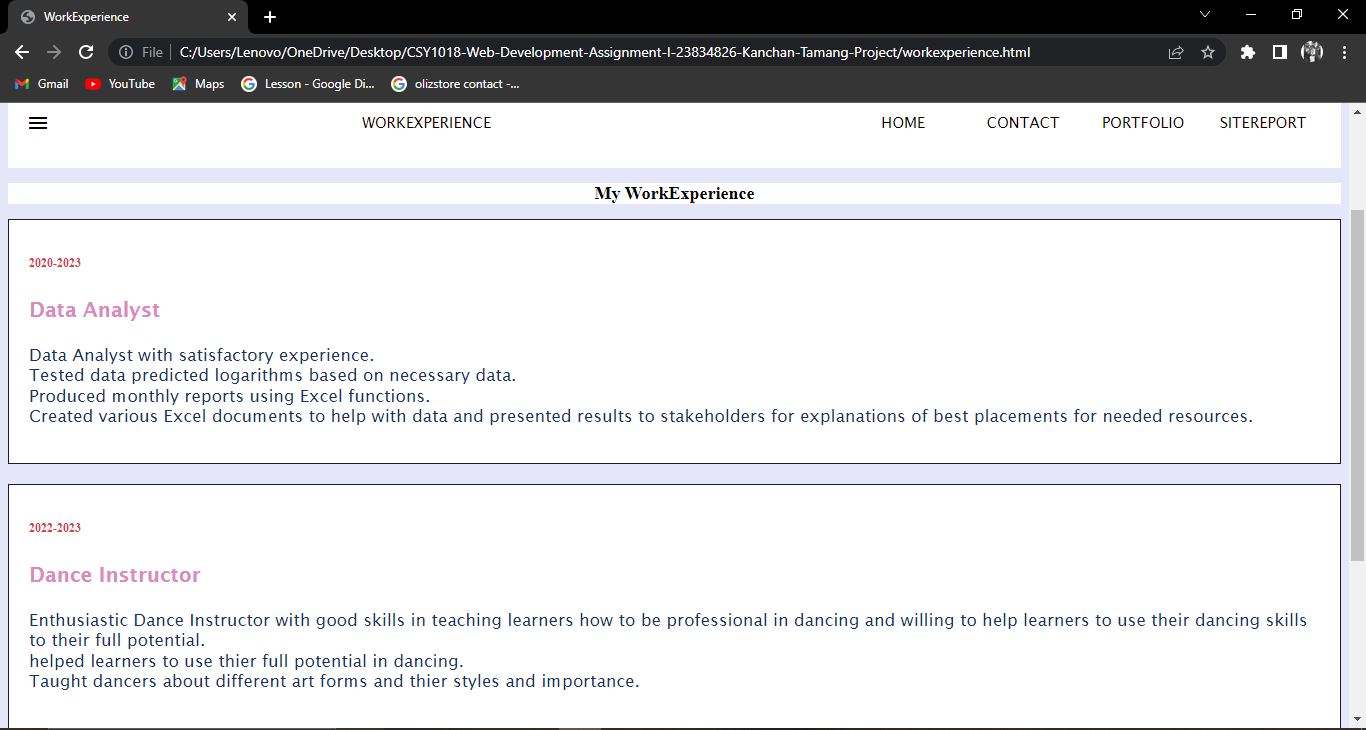 WorkExperience
File C:/Users/Lenovo/OneDrive/Desktop/CSY1018-Web-Development-Assignment-I-23834826-Kanchan-Tamang-Project/workexperience.html
Gmail YouTube Maps Lesson - Google Di... olizstore contact -...
WORKEXPERIENCE HOME CONTACT PORTFOLIO SITEREPORT
My WorkExperience
2020-2023
Data Analyst
Data Analyst with satisfactory experience.
Tested data predicted logarithms based on necessary data.
Produced monthly reports using Excel functions.
Created various Excel documents to help with data and presented results to stakeholders for explanations of best placements for needed resources.
2022-2023
Dance Instructor
Enthusiastic Dance Instructor with good skills in teaching learners how to be professional in dancing and willing to help learners to use their dancing skills
to their full potential.
helped learners to use thier full potential in dancing.
Taught dancers about different art forms and thier styles and importance.